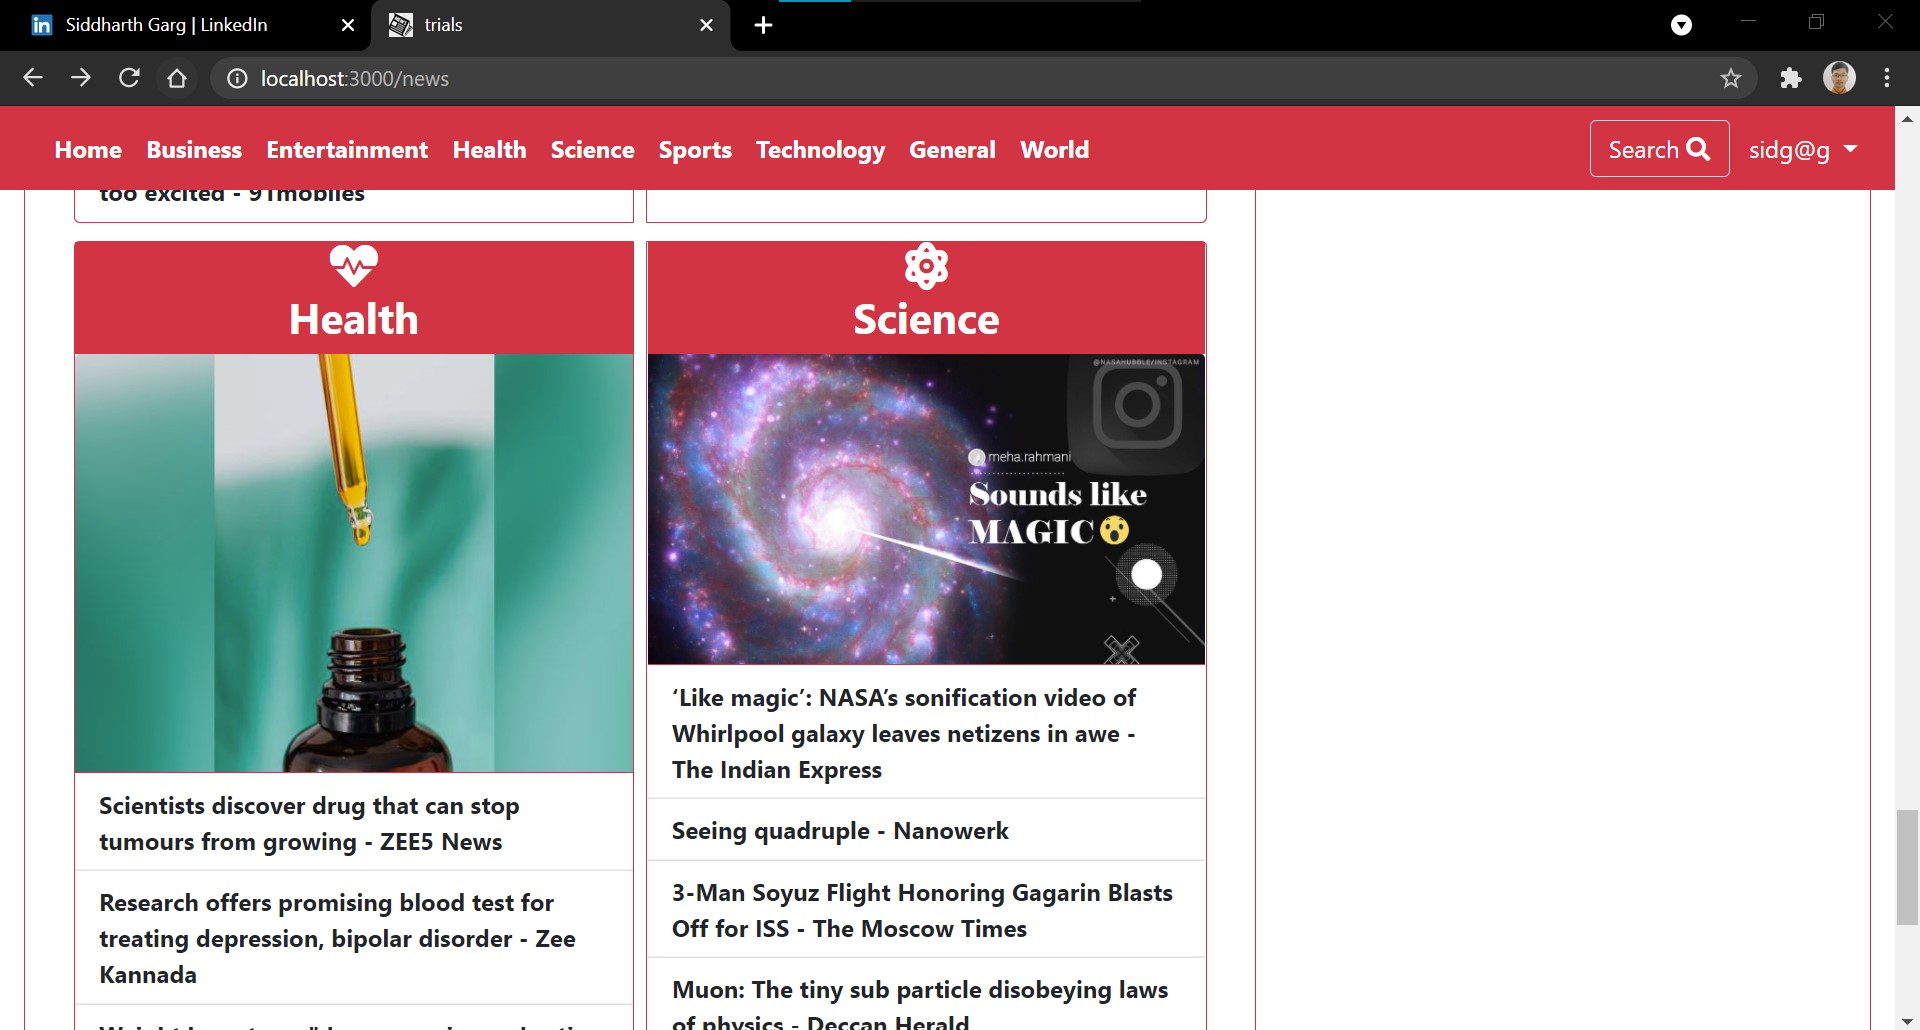 Siddharth Garg | LinkedIn
trials
localhost:3000/news
Home Business Entertainment Health Science Sports Technology General World
Search
sidg@g
too excited - 91mobiles
Health
Science
@NASAHUBBLE/INSTAGRAM
meha.rahmani
Sounds like
MAGIC
‘Like magic’: NASA’s sonification video of
Whirlpool galaxy leaves netizens in awe -
The Indian Express
Scientists discover drug that can stop
tumours from growing - ZEE5 News
Seeing quadruple - Nanowerk
Research offers promising blood test for
treating depression, bipolar disorder - Zee
Kannada
3-Man Soyuz Flight Honoring Gagarin Blasts
Off for ISS - The Moscow Times
Muon: The tiny sub particle disobeying laws
of physics - Deccan Herald